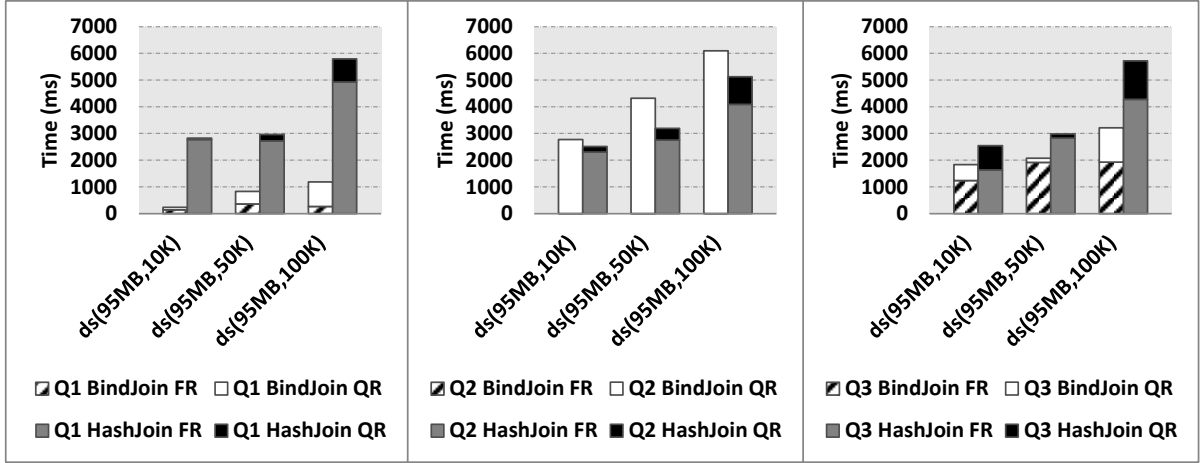 7000
6000
5000
4000
3000
2000
1000
0
Time (ms)
ds(95MB,10K)
ds(95MB,50K)
ds(95MB,100K)
Q1 BindJoin FR Q1 BindJoin QR
Q1 HashJoin FR Q1 HashJoin QR
7000
6000
5000
4000
3000
2000
1000
0
Time (ms)
ds(95MB,10K)
ds(95MB,50K)
ds(95MB,100K)
Q2 BindJoin FR Q2 BindJoin QR
Q2 HashJoin FR Q2 HashJoin QR
7000
6000
5000
4000
3000
2000
1000
0
Time (ms)
ds(95MB,10K)
ds(95MB,50K)
ds(95MB,100K)
Q3 BindJoin FR Q3 BindJoin QR
Q3 HashJoin FR Q3 HashJoin QR